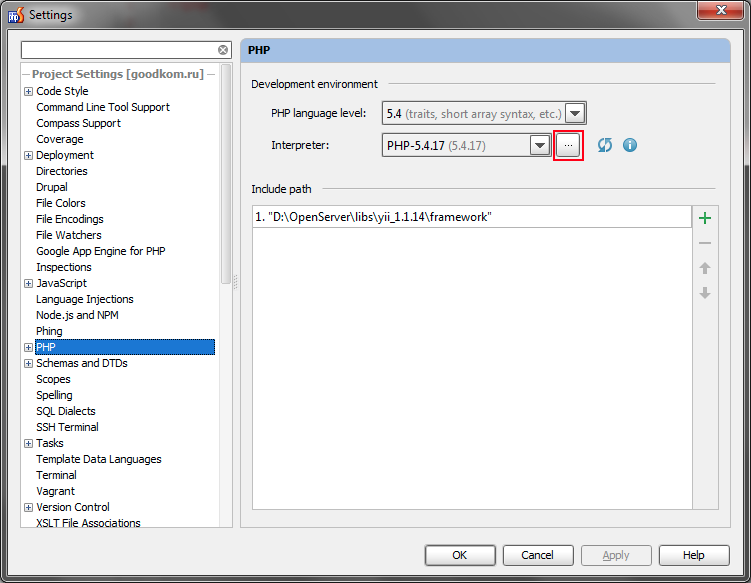 Settings
Project Settings [goodkom.ru]
Code Style
Command Line Tool Support
Compass Support
Coverage
Deployment
Directories
Drupal
File Colors
File Encodings
File Watchers
Google App Engine for PHP
Inspections
JavaScript
Language Injections
Node.js and NPM
Phing
PHP
Schemas and DTDs
Scopes
Spelling
SQL Dialects
SSH Terminal
Tasks
Template Data Languages
Terminal
Vagrant
Version Control
XSLT File Associations
PHP
Development environment
PHP language level: 5.4 (traits, short array syntax, etc.)
Interpreter: PHP-5.4.17 (5.4.17) ...
Include path
1. "D:\OpenServer\libs\yii_1.1.14\framework"
OK Cancel Apply Help